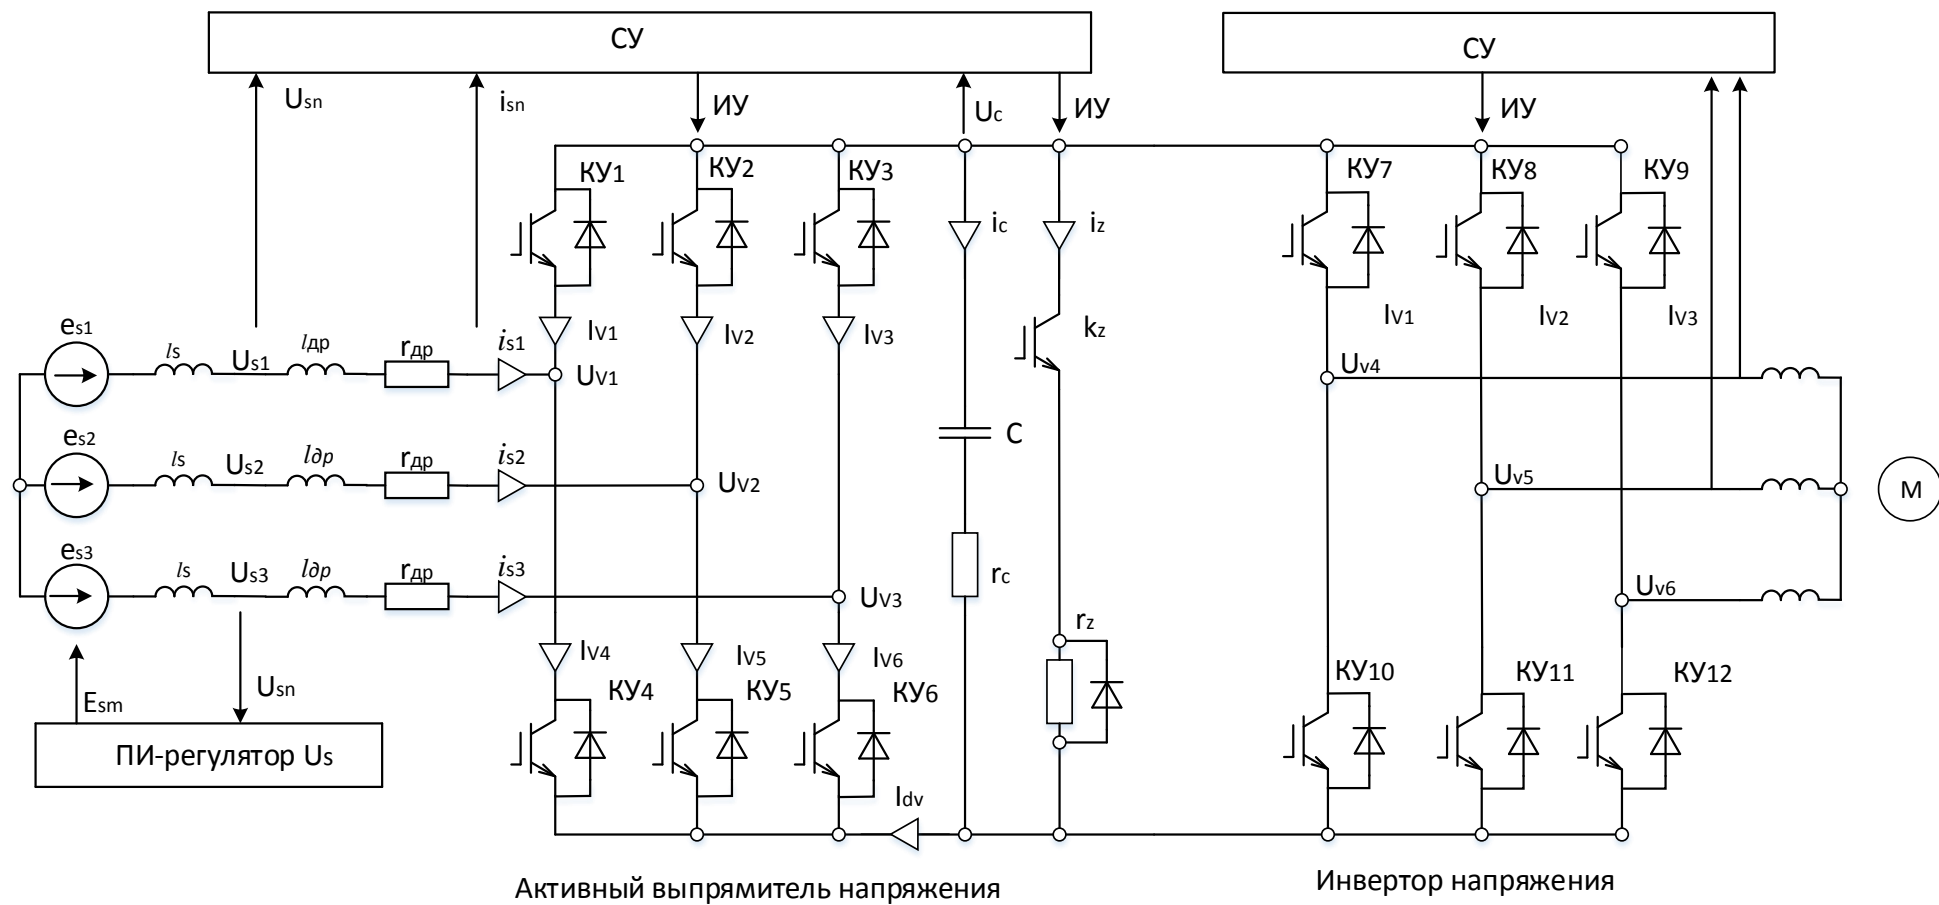 СУ
СУ
Usn
isn
ИУ
Uc
ИУ
ИУ
КУ1
КУ2
КУ3
КУ7
КУ8
КУ9
ic
iz
es1
ls
Us1
lдр
rдр
is1
IV1
IV2
IV3
kz
IV1
IV2
IV3
UV1
Uv4
es2
ls
Us2
lдр
rдр
is2
UV2
C
Uv5
М
es3
ls
Us3
lдр
rдр
is3
UV3
rc
Uv6
rz
IV4
IV5
IV6
Esm
Usn
КУ4
КУ5
КУ6
КУ10
КУ11
КУ12
ПИ-регулятор Us
Idv
Активный выпрямитель напряжения
Инвертор напряжения